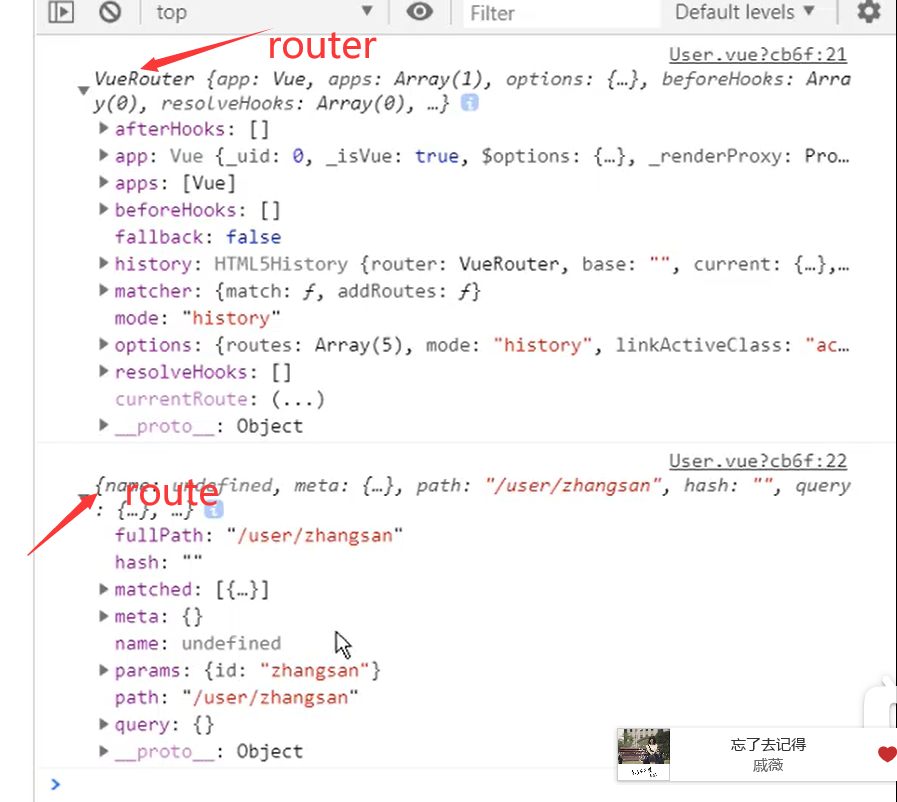 top Filter Default levels
router
User.vue?cb6f:21
VueRouter {app: Vue, apps: Array(1), options: {…}, beforeHooks: Arra
y(0), resolveHooks: Array(0), …}
afterHooks: []
app: Vue {_uid: 0, _isVue: true, $options: {…}, _renderProxy: Pro…
apps: [Vue]
beforeHooks: []
fallback: false
history: HTML5History {router: VueRouter, base: "", current: {…},…
matcher: {match: ƒ, addRoutes: ƒ}
mode: "history"
options: {routes: Array(5), mode: "history", linkActiveClass: "ac…
resolveHooks: []
currentRoute: (...)
__proto__: Object
User.vue?cb6f:22
{name: undefined, meta: {…}, path: "/user/zhangsan", hash: "", query
route
: {…}, …}
fullPath: "/user/zhangsan"
hash: ""
matched: [{…}]
meta: {}
name: undefined
params: {id: "zhangsan"}
path: "/user/zhangsan"
query: {}
__proto__: Object
忘了去记得
戚薇